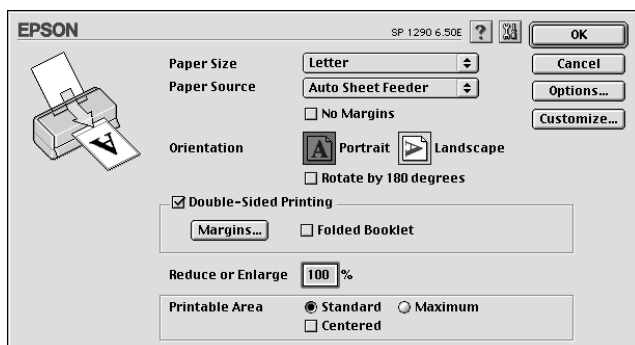 EPSON
SP 1290 6.50E ?
OK
Paper Size Letter
Cancel
Paper Source Auto Sheet Feeder
Options...
No Margins
Customize...
Orientation A Portrait A Landscape
Rotate by 180 degrees
Double-Sided Printing
Margins... Folded Booklet
Reduce or Enlarge 100 %
Printable Area Standard Maximum
Centered
A